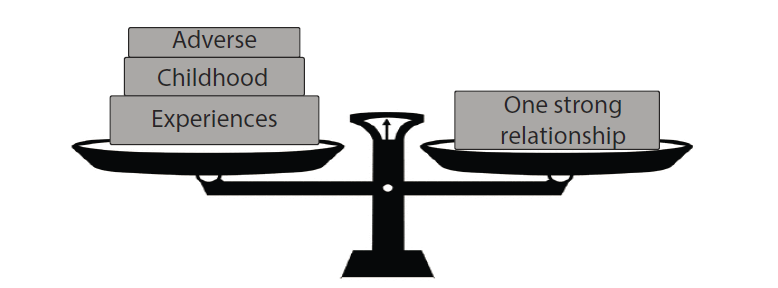 Adverse
Childhood
Experiences
One strong
relationship